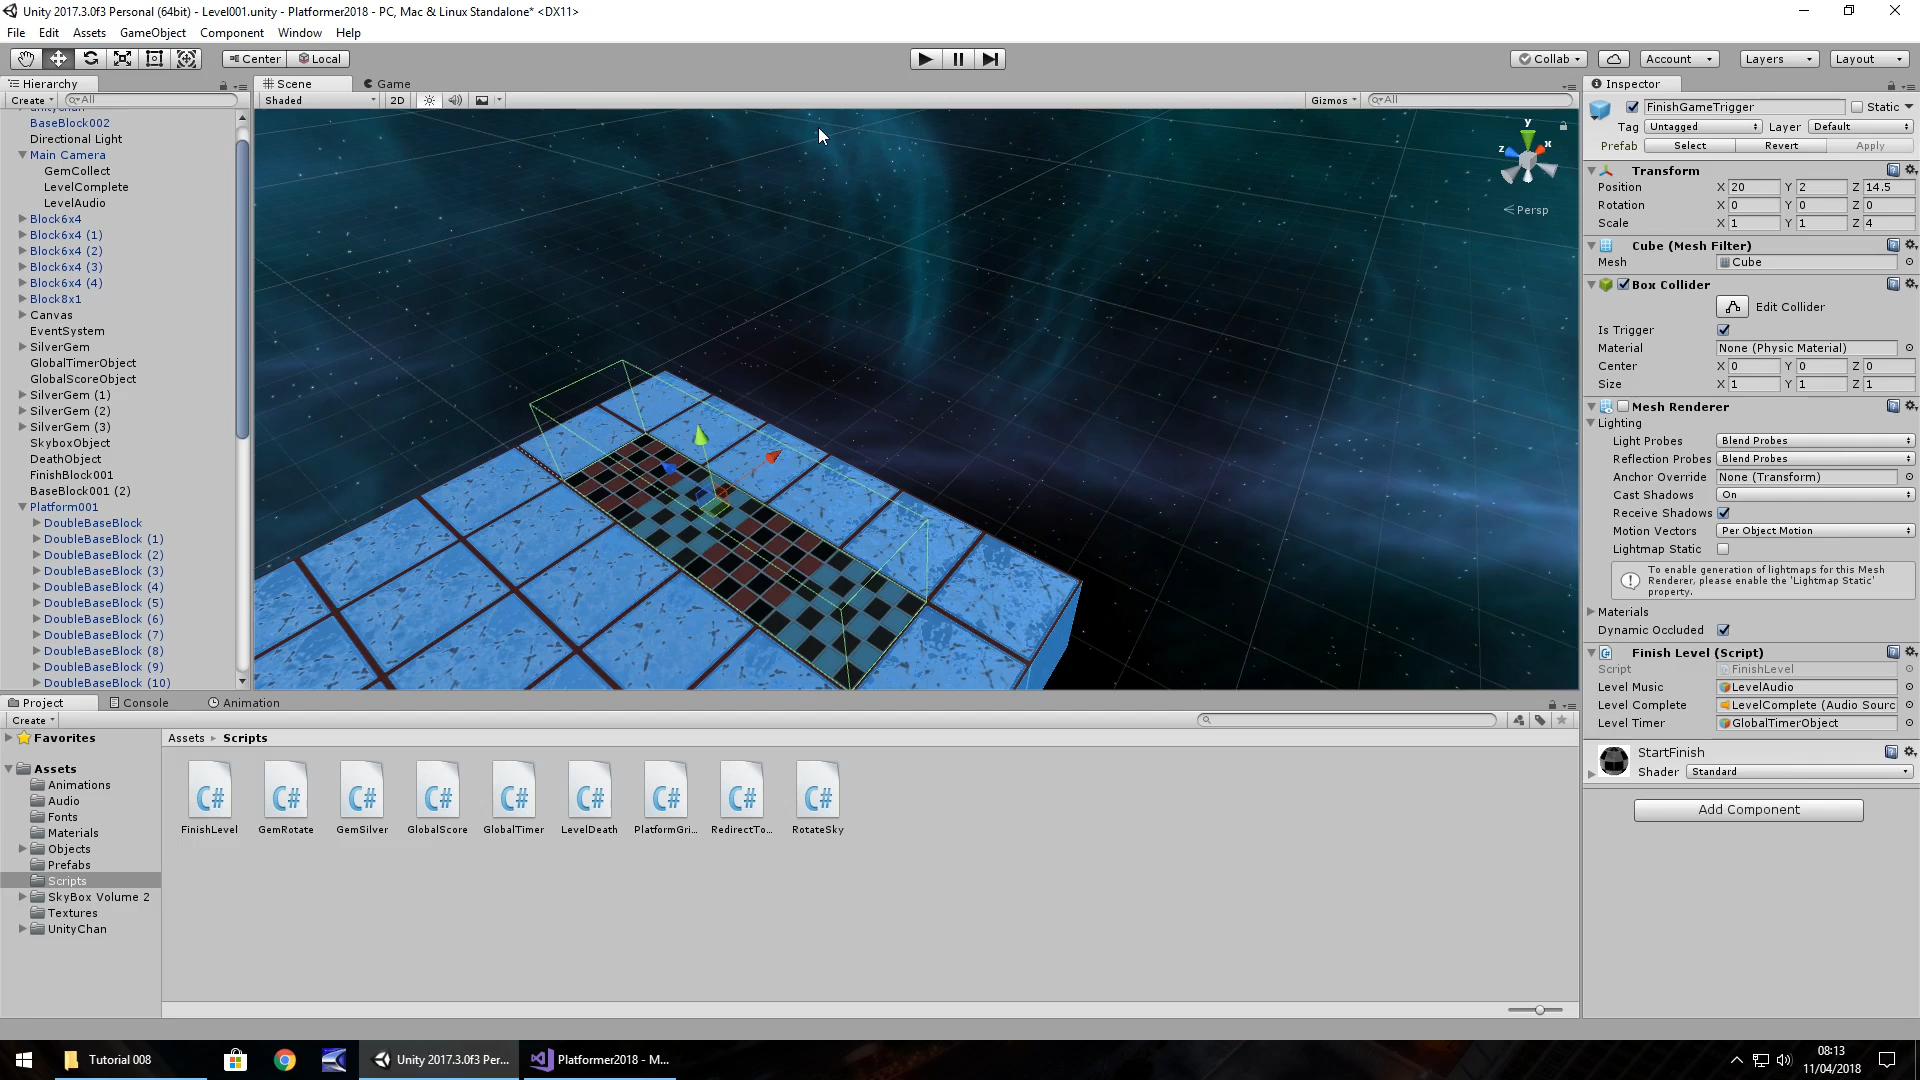 Unity 2017.3.0f3 Personal (64bit) - Level001.unity - Platformer2018 - PC, Mac & Linux Standalone* <DX11>
File Edit Assets GameObject Component Window Help
Center Local
Collab Account Layers Layout
Hierarchy
Create All
BaseBlock002
Directional Light
Main Camera
GemCollect
LevelComplete
LevelAudio
Block6x4
Block6x4 (1)
Block6x4 (2)
Block6x4 (3)
Block6x4 (4)
Block8x1
Canvas
EventSystem
SilverGem
GlobalTimerObject
GlobalScoreObject
SilverGem (1)
SilverGem (2)
SilverGem (3)
SkyboxObject
DeathObject
FinishBlock001
BaseBlock001 (2)
Platform001
DoubleBaseBlock
DoubleBaseBlock (1)
DoubleBaseBlock (2)
DoubleBaseBlock (3)
DoubleBaseBlock (4)
DoubleBaseBlock (5)
DoubleBaseBlock (6)
DoubleBaseBlock (7)
DoubleBaseBlock (8)
DoubleBaseBlock (9)
DoubleBaseBlock (10)
Scene Game
Shaded 2D Gizmos All
y
z x
Persp
Inspector
FinishGameTrigger Static
Tag Untagged Layer Default
Prefab Select Revert Apply
Transform
Position X 20 Y 2 Z 14.5
Rotation X 0 Y 0 Z 0
Scale X 1 Y 1 Z 4
Cube (Mesh Filter)
Mesh Cube
Box Collider
Edit Collider
Is Trigger
Material None (Physic Material)
Center X 0 Y 0 Z 0
Size X 1 Y 1 Z 1
Mesh Renderer
Lighting
Light Probes Blend Probes
Reflection Probes Blend Probes
Anchor Override None (Transform)
Cast Shadows On
Receive Shadows
Motion Vectors Per Object Motion
Lightmap Static
To enable generation of lightmaps for this Mesh
Renderer, please enable the 'Lightmap Static'
property.
Materials
Dynamic Occluded
Finish Level (Script)
Script FinishLevel
Level Music LevelAudio
Level Complete LevelComplete (Audio Sourc
Level Timer GlobalTimerObject
StartFinish
Shader Standard
Add Component
Project Console Animation
Create
Favorites
Assets
Animations
Audio
Fonts
Materials
Objects
Prefabs
Scripts
SkyBox Volume 2
Textures
UnityChan
Assets Scripts
C# C# C# C# C# C# C# C# C#
FinishLevel GemRotate GemSilver GlobalScore GlobalTimer LevelDeath PlatformGri... RedirectTo... RotateSky
Tutorial 008
Unity 2017.3.0f3 Per...
Platformer2018 - M...
08:13
11/04/2018